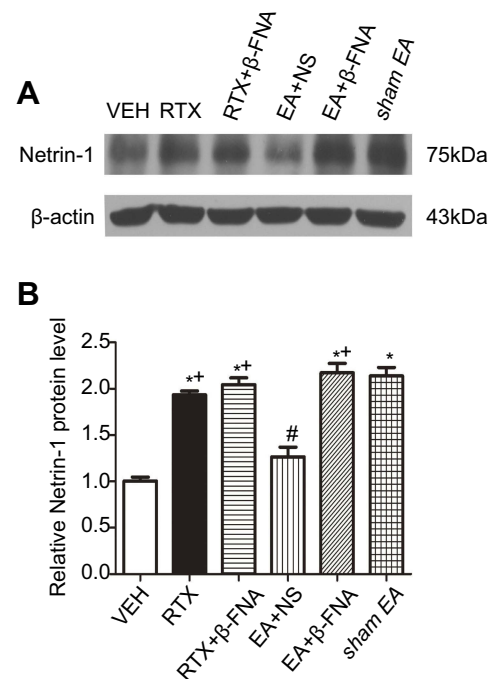 A
VEH RTX RTX+β-FNA EA+NS EA+β-FNA sham EA
Netrin-1 75kDa
β-actin 43kDa
B
Relative Netrin-1 protein level
2.5
2.0
1.5
1.0
0.5
0.0
*+ *+ # *+ *
VEH RTX RTX+β-FNA EA+NS EA+β-FNA sham EA